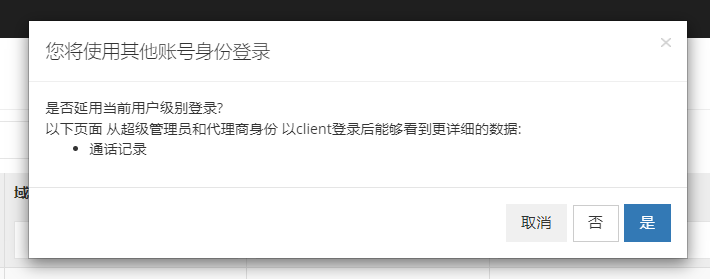 您将使用其他账号身份登录
×
是否延用当前用户级别登录?
以下页面 从超级管理员和代理商身份 以client登录后能够看到更详细的数据:
• 通话记录
域
取消 否 是